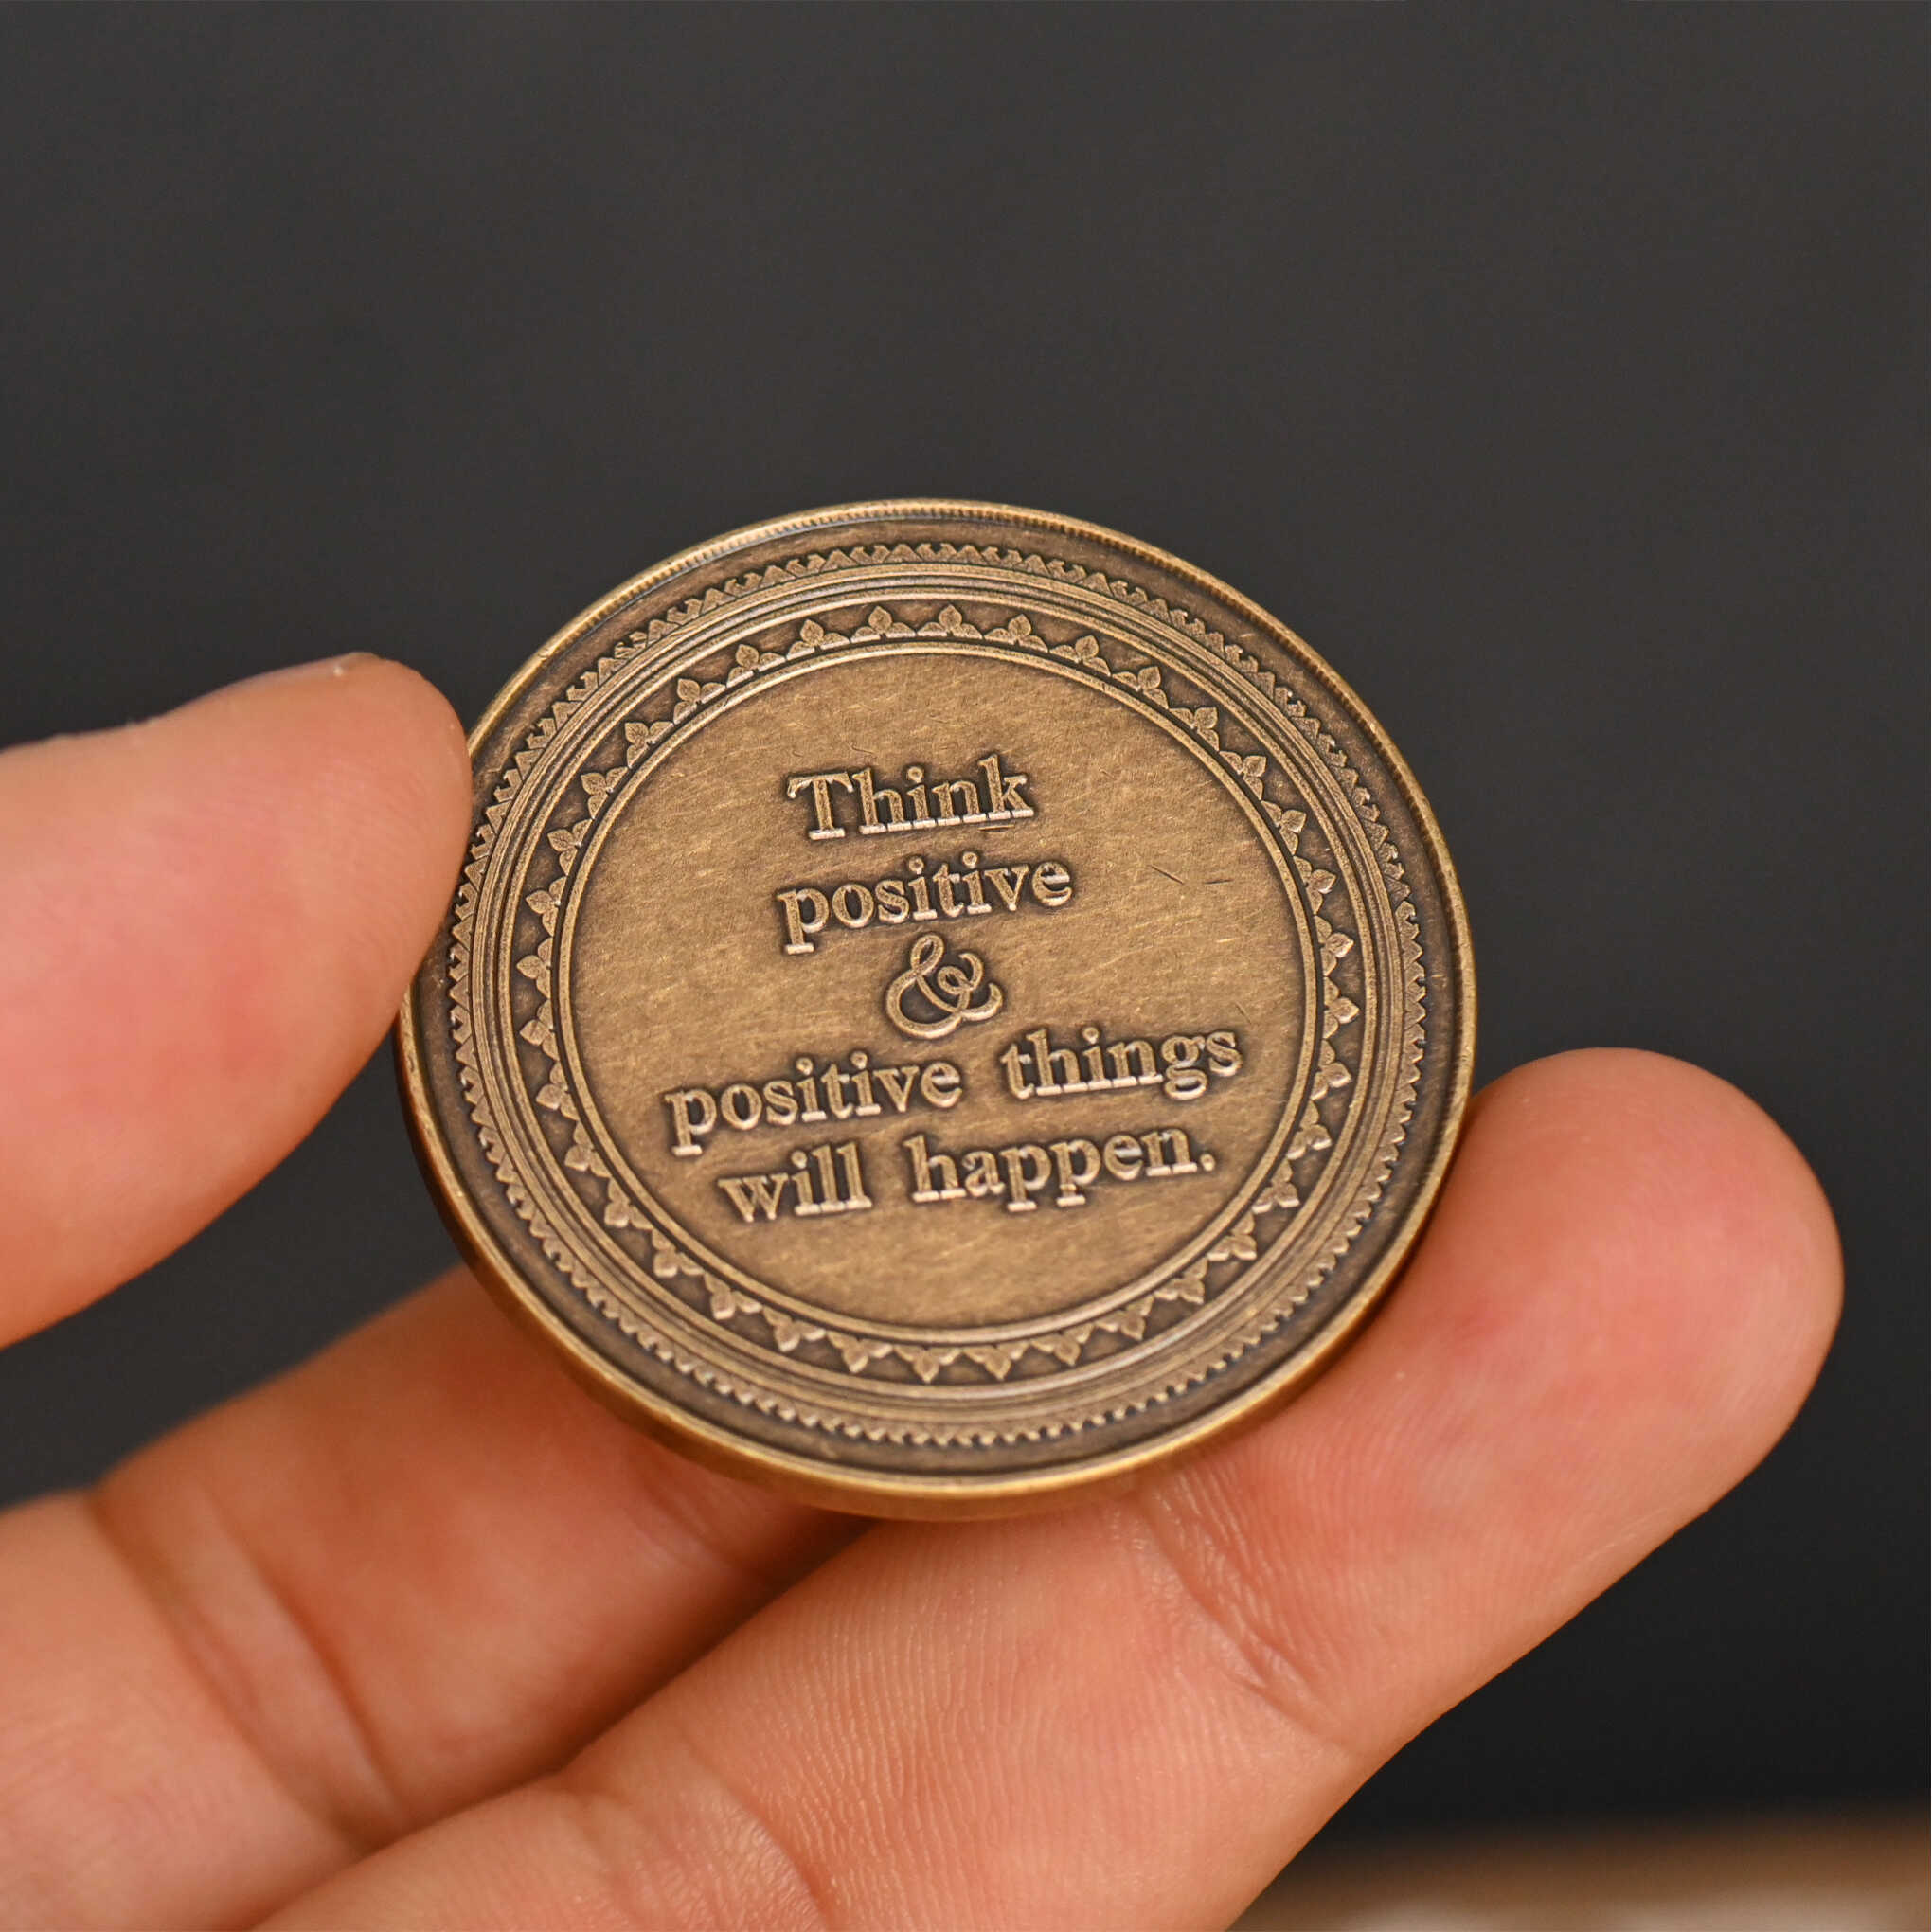 Think
positive
&
positive things
will happen.